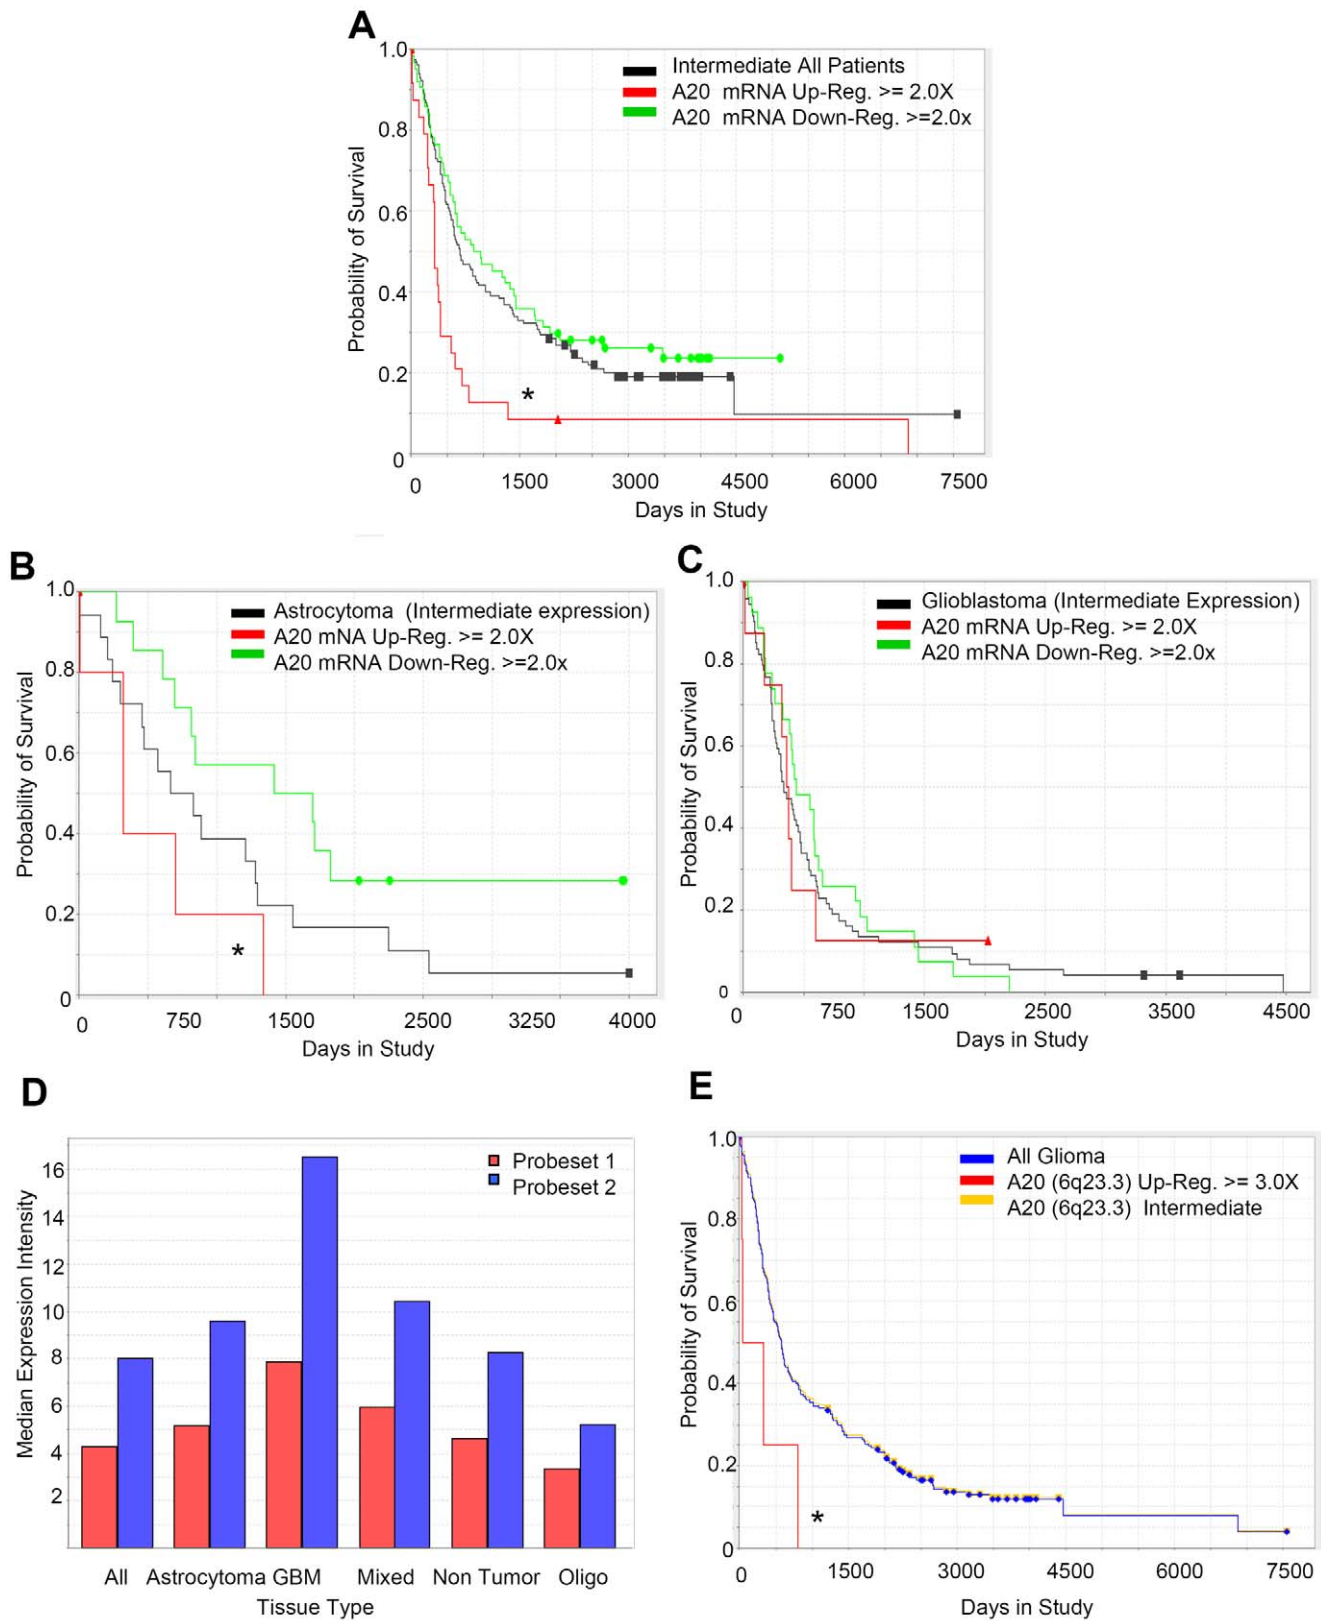 A
1.0
0.8
0.6
0.4
0.2
0
Probability of Survival
Intermediate All Patients
A20 mRNA Up-Reg. >= 2.0X
A20 mRNA Down-Reg. >=2.0x
*
0 1500 3000 4500 6000 7500
Days in Study
B
1.0
0.8
0.6
0.4
0.2
0
Probability of Survival
Astrocytoma (Intermediate expression)
A20 mNA Up-Reg. >= 2.0X
A20 mRNA Down-Reg. >=2.0x
*
0 750 1500 2500 3250 4000
Days in Study
C
1.0
0.8
0.6
0.4
0.2
0
Probability of Survival
Glioblastoma (Intermediate Expression)
A20 mRNA Up-Reg. >= 2.0X
A20 mRNA Down-Reg. >=2.0x
0 750 1500 2500 3500 4500
Days in Study
D
16
14
12
10
8
6
4
2
Median Expression Intensity
Probeset 1
Probeset 2
All Astrocytoma GBM Mixed Non Tumor Oligo
Tissue Type
E
1.0
0.8
0.6
0.4
0.2
0
Probability of Survival
All Glioma
A20 (6q23.3) Up-Reg. >= 3.0X
A20 (6q23.3) Intermediate
*
0 1500 3000 4500 6000 7500
Days in Study